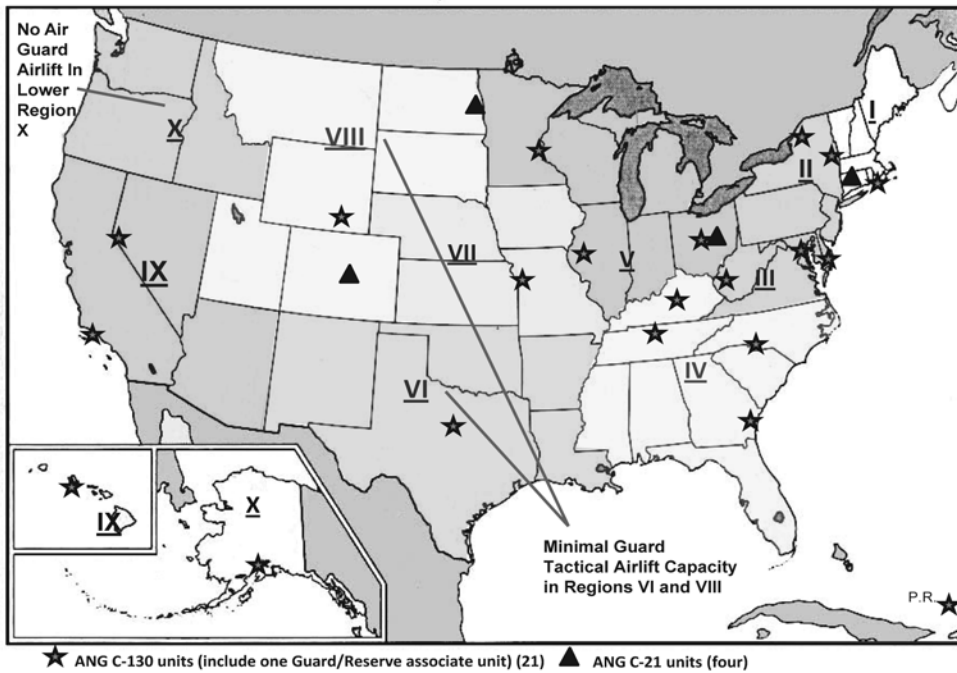 No Air
Guard
Airlift In
Lower
Region
X
X
VIII
I
II
VII
V
III
IX
VI
IV
IX
X
Minimal Guard
Tactical Airlift Capacity
in Regions VI and VIII
P.R.
ANG C-130 units (include one Guard/Reserve associate unit) (21)
ANG C-21 units (four)